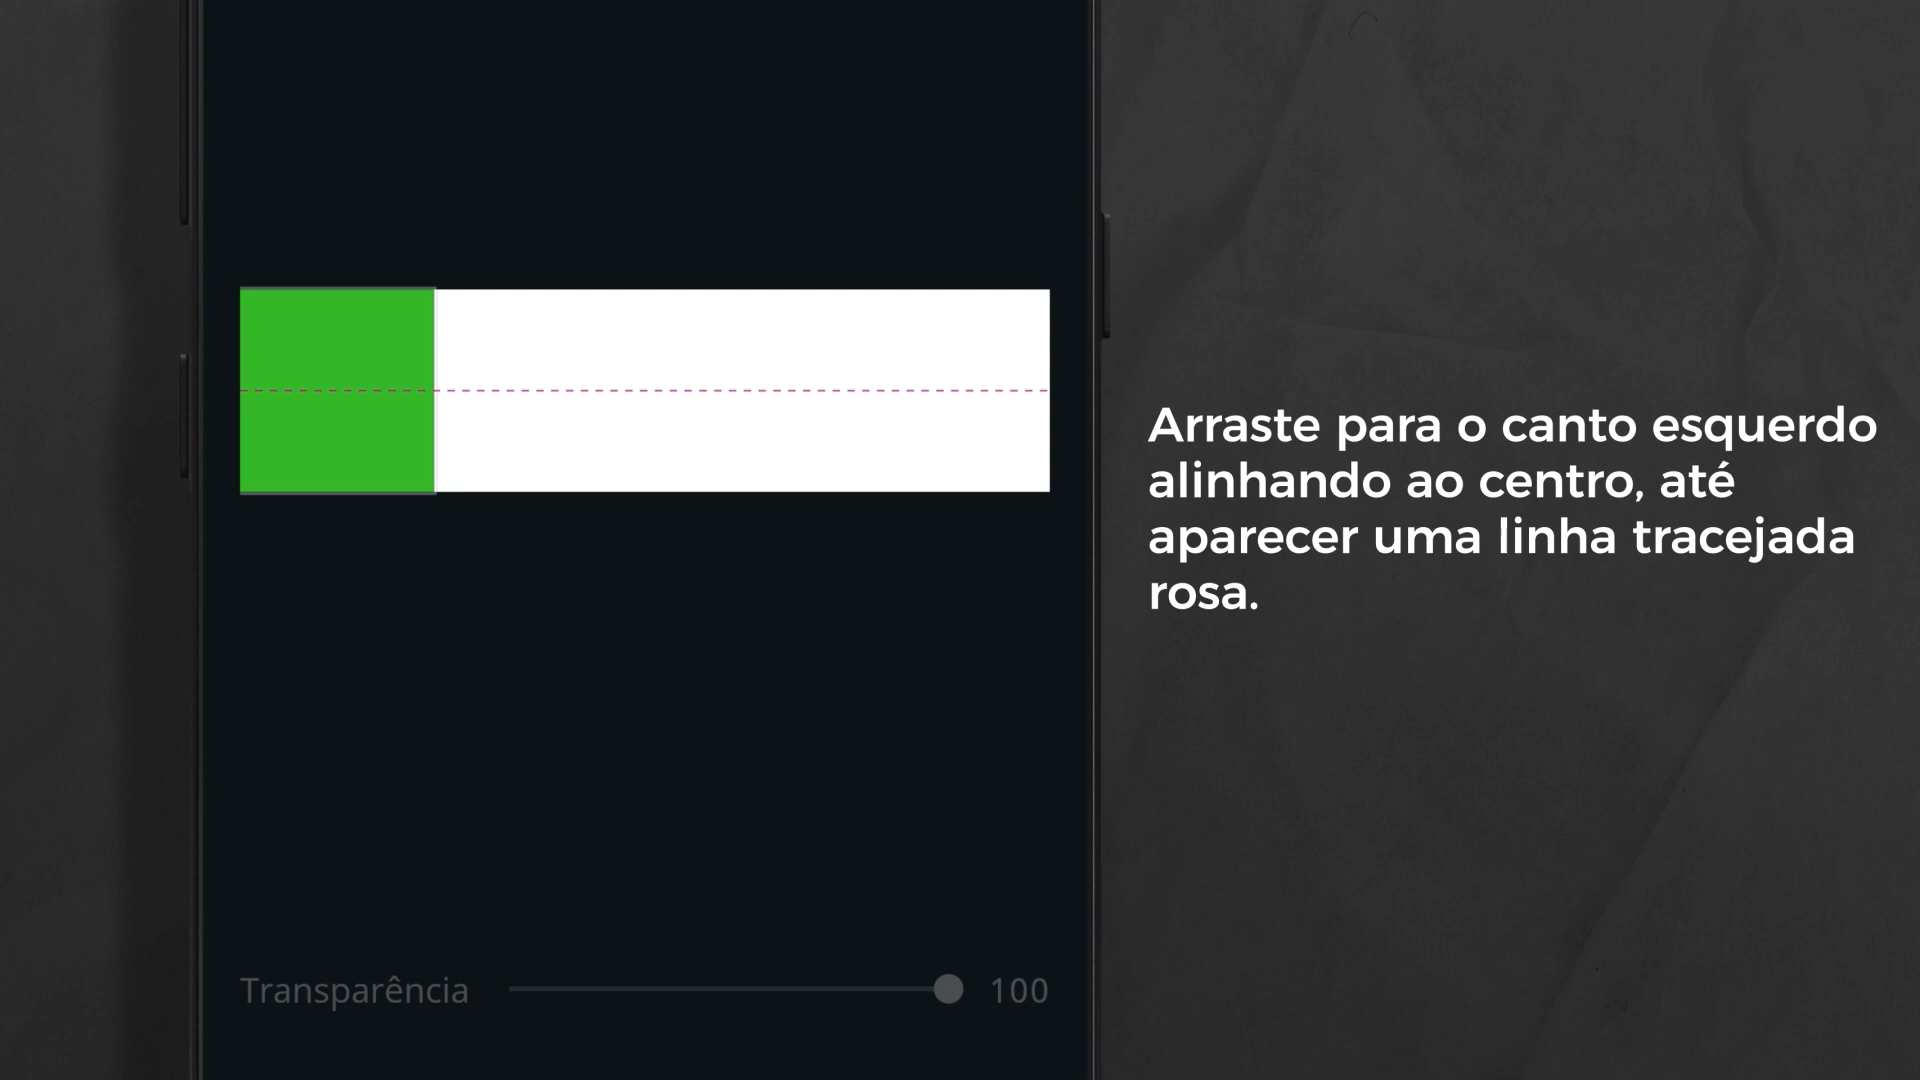 Arraste para o canto esquerdo
alinhando ao centro, até
aparecer uma linha tracejada
rosa.
Transparência 100